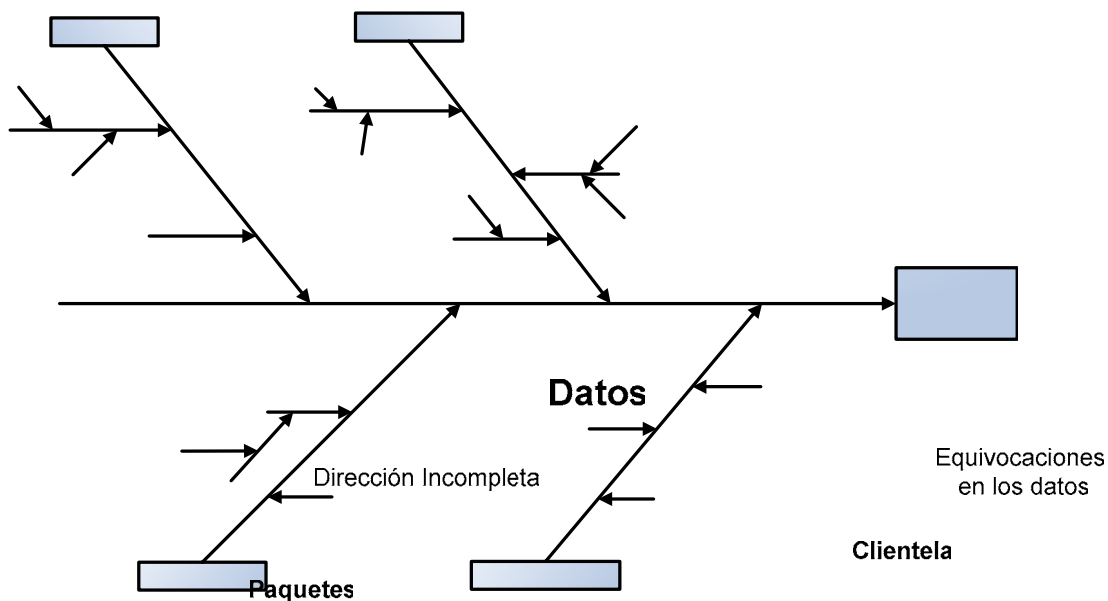 Datos
Dirección Incompleta
Equivocaciones
en los datos
Clientela
Paquetes